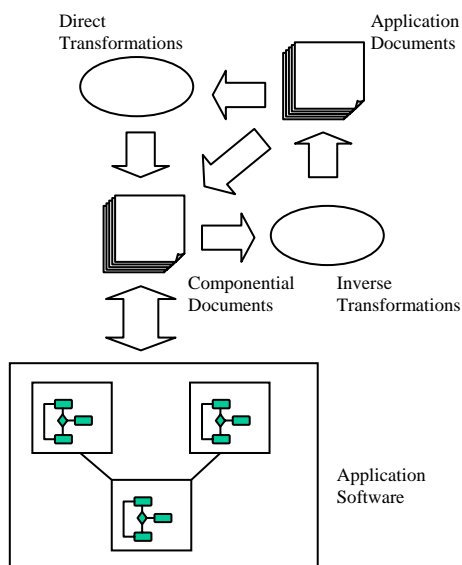 Direct
Transformations
Application
Documents
Componential
Documents
Inverse
Transformations
Application
Software